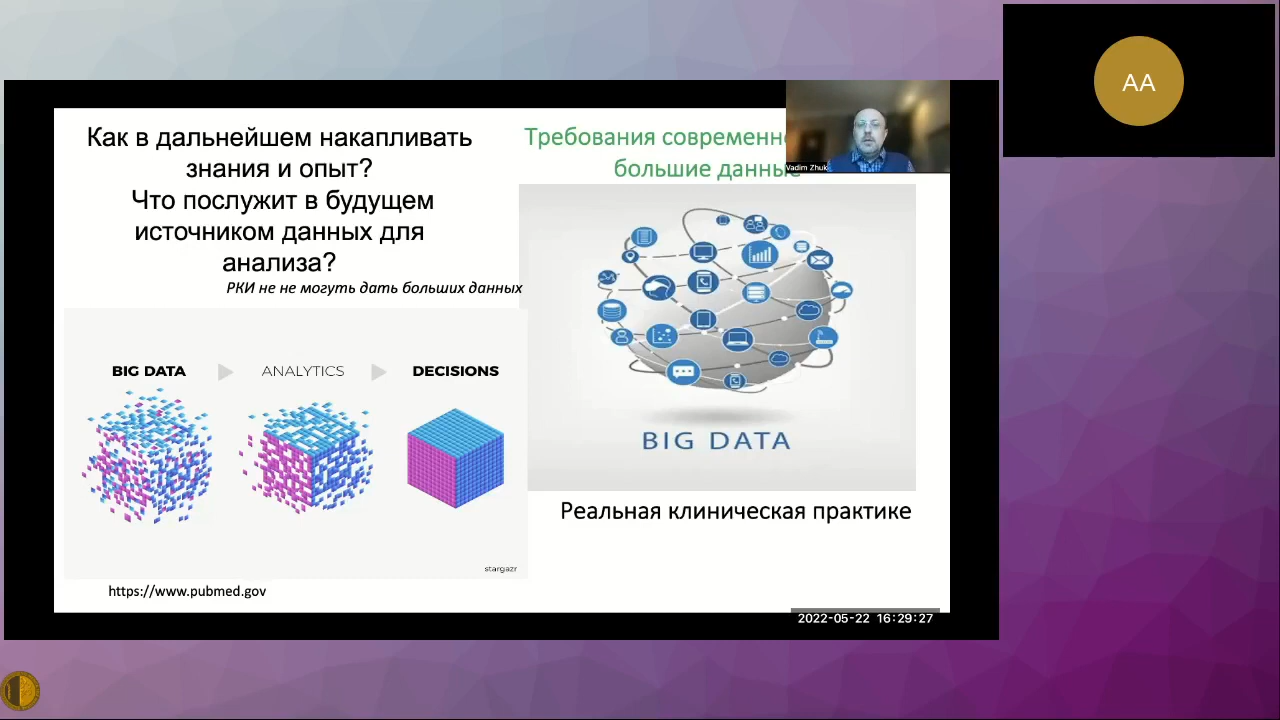 Как в дальнейшем накапливать
знания и опыт?
Что послужит в будущем
источником данных для
анализа?
РКИ не не могуть дать больших данных
BIG DATA
ANALYTICS
DECISIONS
stargazr
https://www.pubmed.gov
Требования
большие данные
BIG DATA
Реальная клиническая практике
Vadim Zhuk
2022-05-22 16:29:27
AA